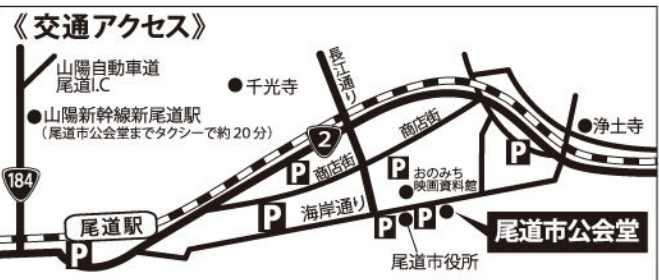 《交通アクセス》
山陽自動車道
尾道I.C
千光寺
長江通り
山陽新幹線新尾道駅
(尾道市公会堂までタクシーで約20分)
2
商店街
浄土寺
P
184
P
商店街
P
おのみち
映画資料館
尾道駅
P
海岸通り
P
P
P
尾道市公会堂
尾道市役所